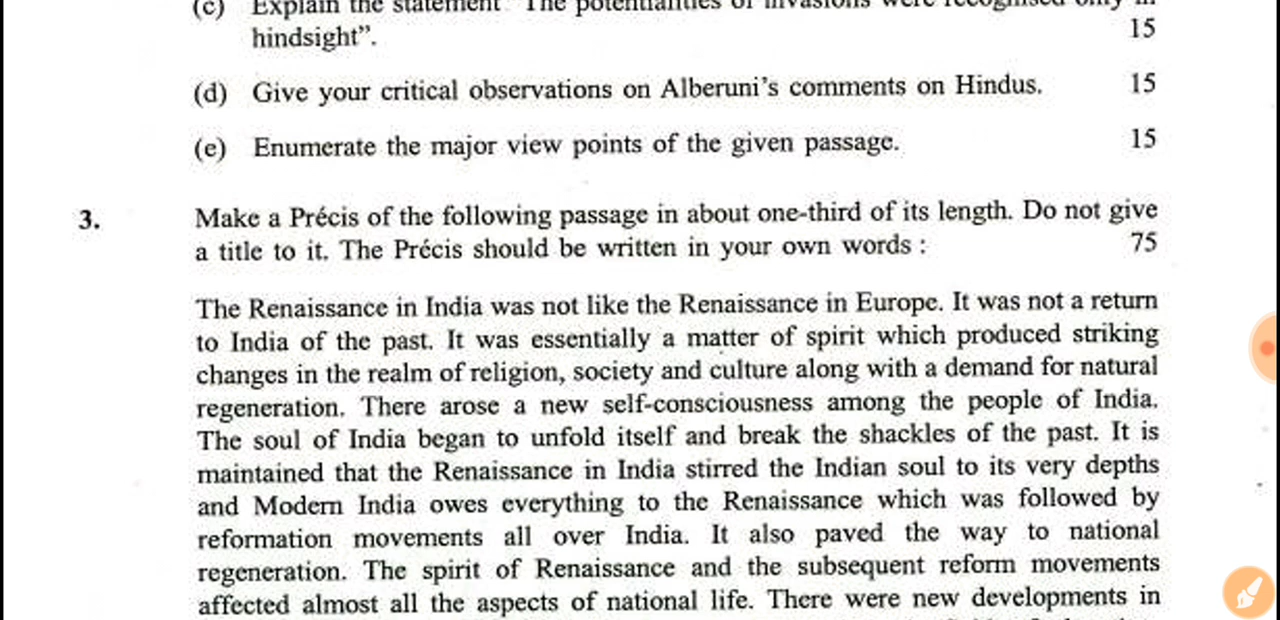 (c) Explain the statement "The potentialities of invasions were recognised only in
hindsight”. 15
(d) Give your critical observations on Alberuni’s comments on Hindus. 15
(e) Enumerate the major view points of the given passage. 15
3. Make a Précis of the following passage in about one-third of its length. Do not give
a title to it. The Précis should be written in your own words : 75
The Renaissance in India was not like the Renaissance in Europe. It was not a return
to India of the past. It was essentially a matter of spirit which produced striking
changes in the realm of religion, society and culture along with a demand for natural
regeneration. There arose a new self-consciousness among the people of India.
The soul of India began to unfold itself and break the shackles of the past. It is
maintained that the Renaissance in India stirred the Indian soul to its very depths
and Modern India owes everything to the Renaissance which was followed by
reformation movements all over India. It also paved the way to national
regeneration. The spirit of Renaissance and the subsequent reform movements
affected almost all the aspects of national life. There were new developments in